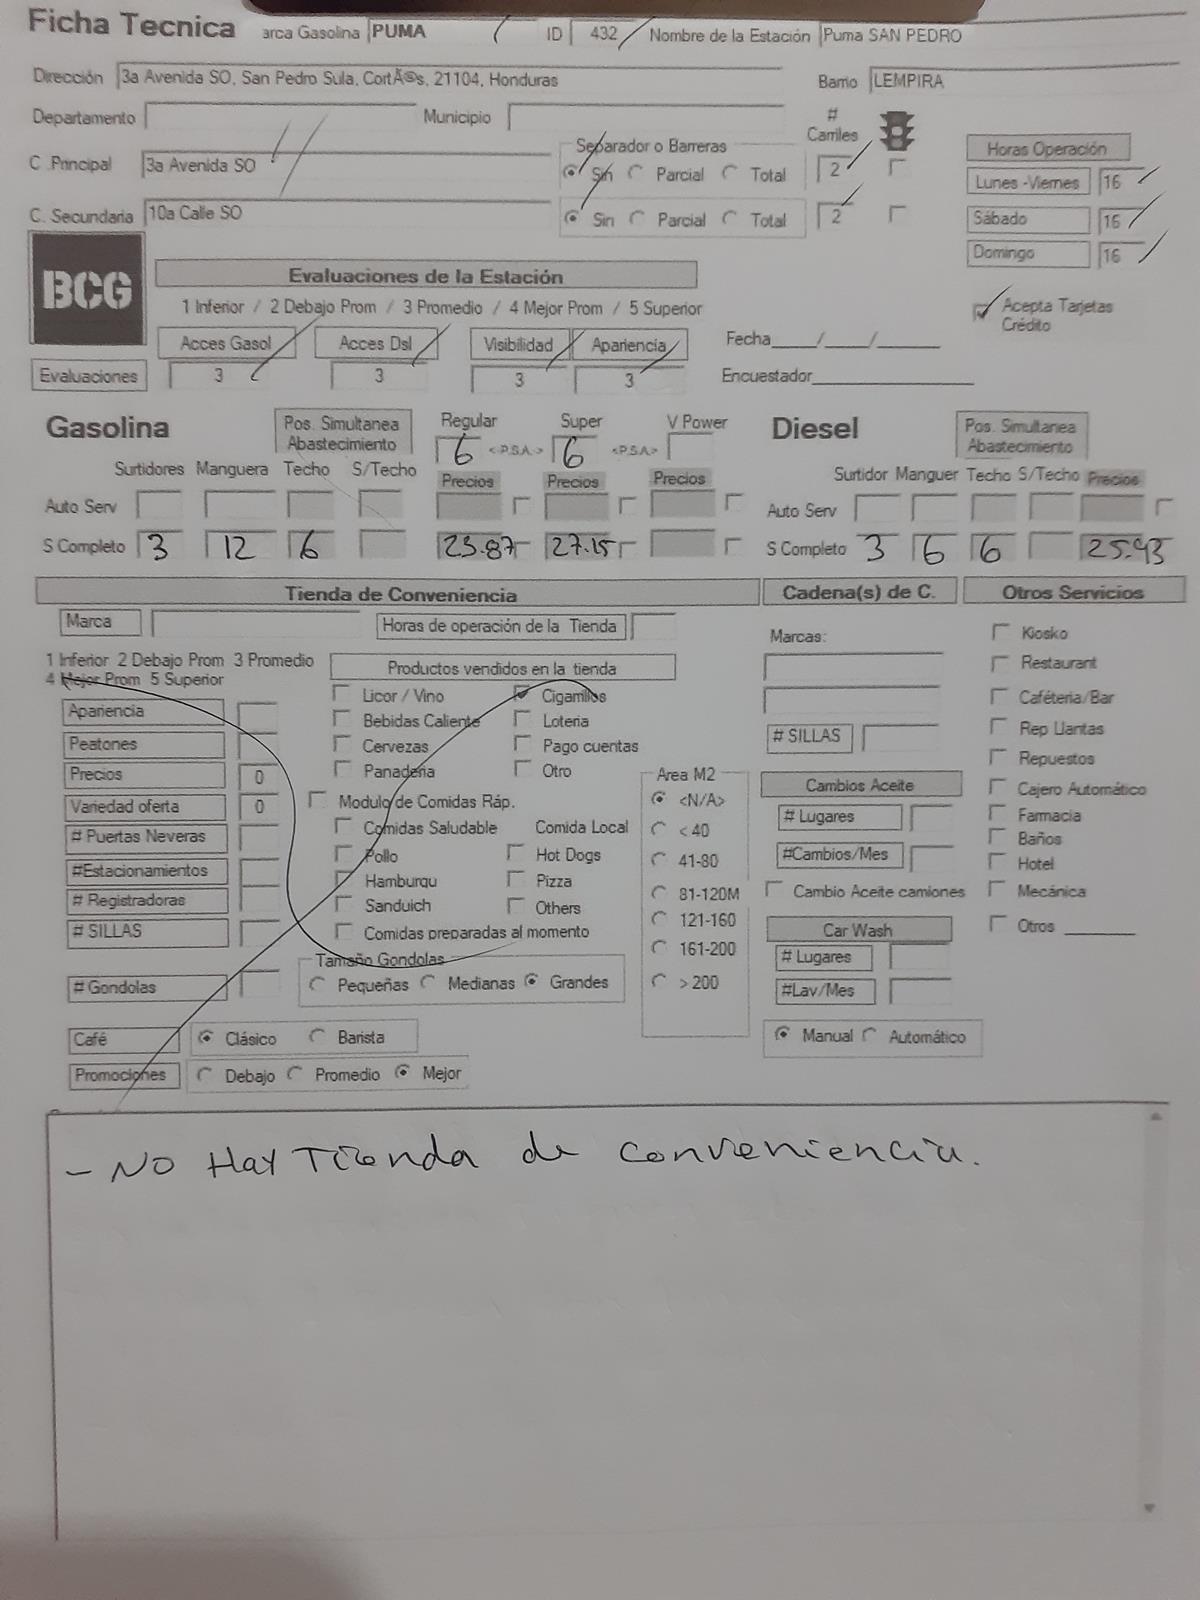 Ficha Tecnica arca Gasolina PUMA ID 432 Nombre de la Estación Puma SAN PEDRO
Dirección 3a Avenida SO, San Pedro Sula, CortÃ©s, 21104, Honduras Barrio LEMPIRA
Departamento Municipio # Carriles
C .Principal 3a Avenida SO Separador o Barreras Sin Parcial Total 2
Horas Operación
Lunes -Viernes 16
C. Secundaria 10a Calle SO Sin Parcial Total 2
Sábado 16
Domingo 16
BCG
Evaluaciones de la Estación
1 Inferior / 2 Debajo Prom / 3 Promedio / 4 Mejor Prom / 5 Superior
Acepta Tarjetas Crédito
Acces Gasol Acces Dsl Visibilidad Apariencia Fecha____/____/______
Evaluaciones 3 3 3 3 Encuestador_______________
Gasolina Pos. Simultanea Abastecimiento Regular Super V Power
6 <-P.S.A.-> 6 <-P.S.A>
Diesel Pos. Simultanea Abastecimiento
Surtidores Manguera Techo S/Techo Precios Precios Precios
Surtidor Manguer Techo S/Techo Precios
Auto Serv
Auto Serv
S Completo 3 12 6 23.87 27.15
S Completo 3 6 6 25.93
Tienda de Conveniencia
Cadena(s) de C.
Otros Servicios
Marca Horas de operación de la Tienda
1 Inferior 2 Debajo Prom 3 Promedio
4 Mejor Prom 5 Superior
Productos vendidos en la tienda
Apariencia
Peatones
Precios 0
Variedad oferta 0
# Puertas Neveras
#Estacionamientos
# Registradoras
# SILLAS
# Gondolas
Licor / Vino Cigarrillos
Bebidas Caliente Loteria
Cervezas Pago cuentas
Panaderia Otro
Modulo de Comidas Ráp.
Comidas Saludable Comida Local
Pollo Hot Dogs
Hamburqu Pizza
Sanduich Others
Comidas preparadas al momento
Tamaño Gondolas
Pequeñas Medianas Grandes
Area M2
<N/A>
< 40
41-80
81-120M
121-160
161-200
> 200
Café Clásico Barista
Promociones Debajo Promedio Mejor
Marcas:
# SILLAS
Cambios Aceite
# Lugares
#Cambios/Mes
Cambio Aceite camiones
Car Wash
# Lugares
#Lav/Mes
Manual Automático
Kiosko
Restaurant
Caféteria/Bar
Rep Llantas
Repuestos
Cajero Automático
Farmacia
Baños
Hotel
Mecánica
Otros ________
- No Hay Tienda de conveniencia.